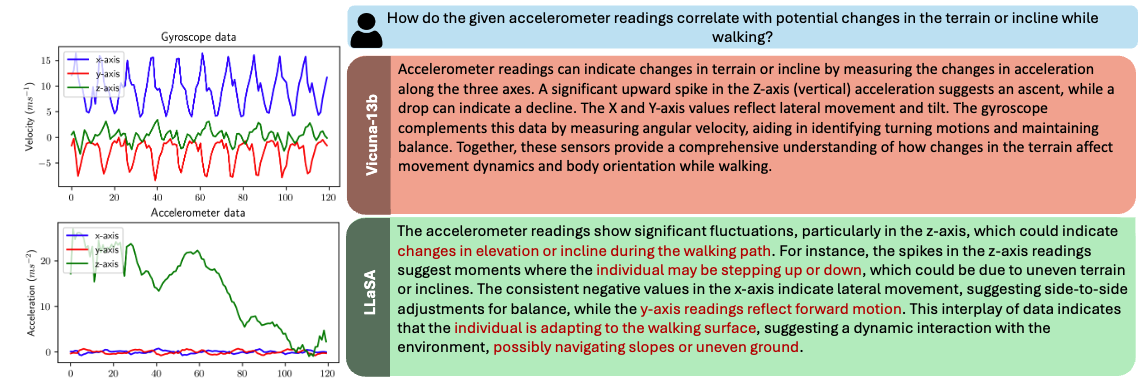 How do the given accelerometer readings correlate with potential changes in the terrain or incline while
walking?
Gyroscope data
x-axis
y-axis
z-axis
Velocity (ms⁻¹)
15
10
5
0
−5
0 20 40 60 80 100 120
Vicuna-13b
Accelerometer readings can indicate changes in terrain or incline by measuring the changes in acceleration
along the three axes. A significant upward spike in the Z-axis (vertical) acceleration suggests an ascent, while a
drop can indicate a decline. The X and Y-axis values reflect lateral movement and tilt. The gyroscope
complements this data by measuring angular velocity, aiding in identifying turning motions and maintaining
balance. Together, these sensors provide a comprehensive understanding of how changes in the terrain affect
movement dynamics and body orientation while walking.
Accelerometer data
x-axis
y-axis
z-axis
Acceleration (ms⁻²)
20
10
0
0 20 40 60 80 100 120
LLaSA
The accelerometer readings show significant fluctuations, particularly in the z-axis, which could indicate
changes in elevation or incline during the walking path. For instance, the spikes in the z-axis readings
suggest moments where the individual may be stepping up or down, which could be due to uneven terrain
or inclines. The consistent negative values in the x-axis indicate lateral movement, suggesting side-to-side
adjustments for balance, while the y-axis readings reflect forward motion. This interplay of data indicates
that the individual is adapting to the walking surface, suggesting a dynamic interaction with the
environment, possibly navigating slopes or uneven ground.